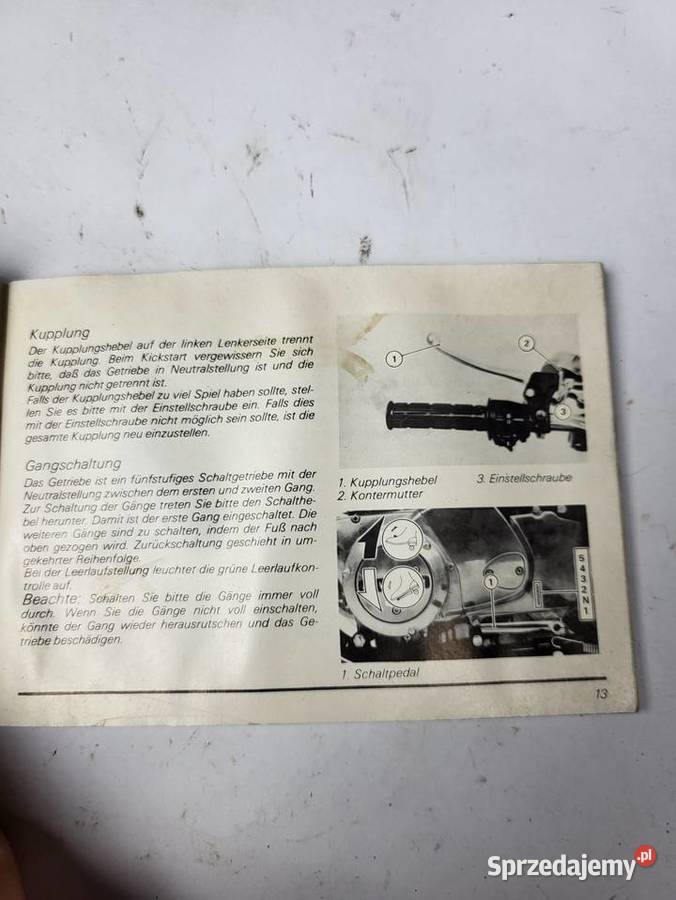 Kupplung
Der Kupplungshebel auf der linken Lenkerseite trennt
die Kupplung. Beim Kickstart vergewissern Sie sich
bitte, daß das Getriebe in Neutralstellung ist und die
Kupplung nicht getrennt ist.
Falls der Kupplungshebel zu viel Spiel haben sollte, stel-
len Sie es bitte mit der Einstellschraube ein. Falls dies
mit der Einstellschraube nicht möglich sein sollte, ist die
gesamte Kupplung neu einzustellen.
Gangschaltung
Das Getriebe ist ein fünfstufiges Schaltgetriebe mit der
Neutralstellung zwischen dem ersten und zweiten Gang.
Zur Schaltung der Gänge treten Sie bitte den Schalthe-
bel herunter. Damit ist der erste Gang eingeschaltet. Die
weiteren Gänge sind zu schalten, indem der Fuß nach
oben gezogen wird. Zurückschaltung geschieht in um-
gekehrter Reihenfolge.
Bei der Leerlaufstellung leuchtet die grüne Leerlaufkon-
trolle auf.
Beachte: Schalten Sie bitte die Gänge immer voll
durch. Wenn Sie die Gänge nicht voll einschalten,
könnte der Gang wieder herausrutschen und das Ge-
triebe beschädigen.
1
2
3
1. Kupplungshebel
2. Kontermutter
3. Einstellschraube
1
5
4
3
2
N
1
1. Schaltpedal
13
Sprzedajemy.pl